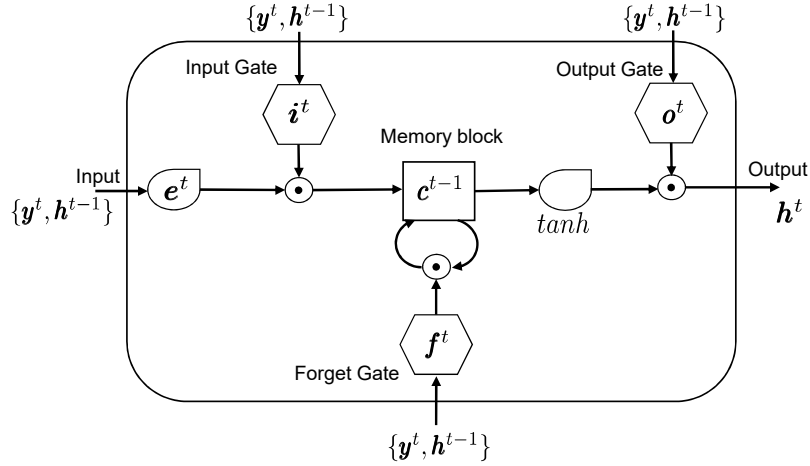 {y^t, h^{t-1}}
{y^t, h^{t-1}}
Input Gate
Output Gate
i^t
o^t
Memory block
Input
e^t
c^{t-1}
Output
{y^t, h^{t-1}}
tanh
h^t
f^t
Forget Gate
{y^t, h^{t-1}}